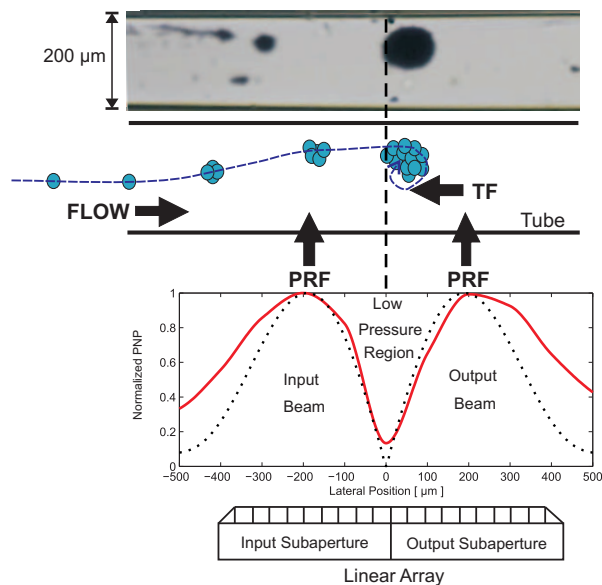 200 µm
FLOW
TF
Tube
PRF
PRF
Low
Pressure
Region
Input
Beam
Output
Beam
Normalized PNP
1
0.8
0.6
0.4
0.2
0
−500 −400 −300 −200 −100 0 100 200 300 400 500
Lateral Position [ µm]
Input Subaperture
Output Subaperture
Linear Array